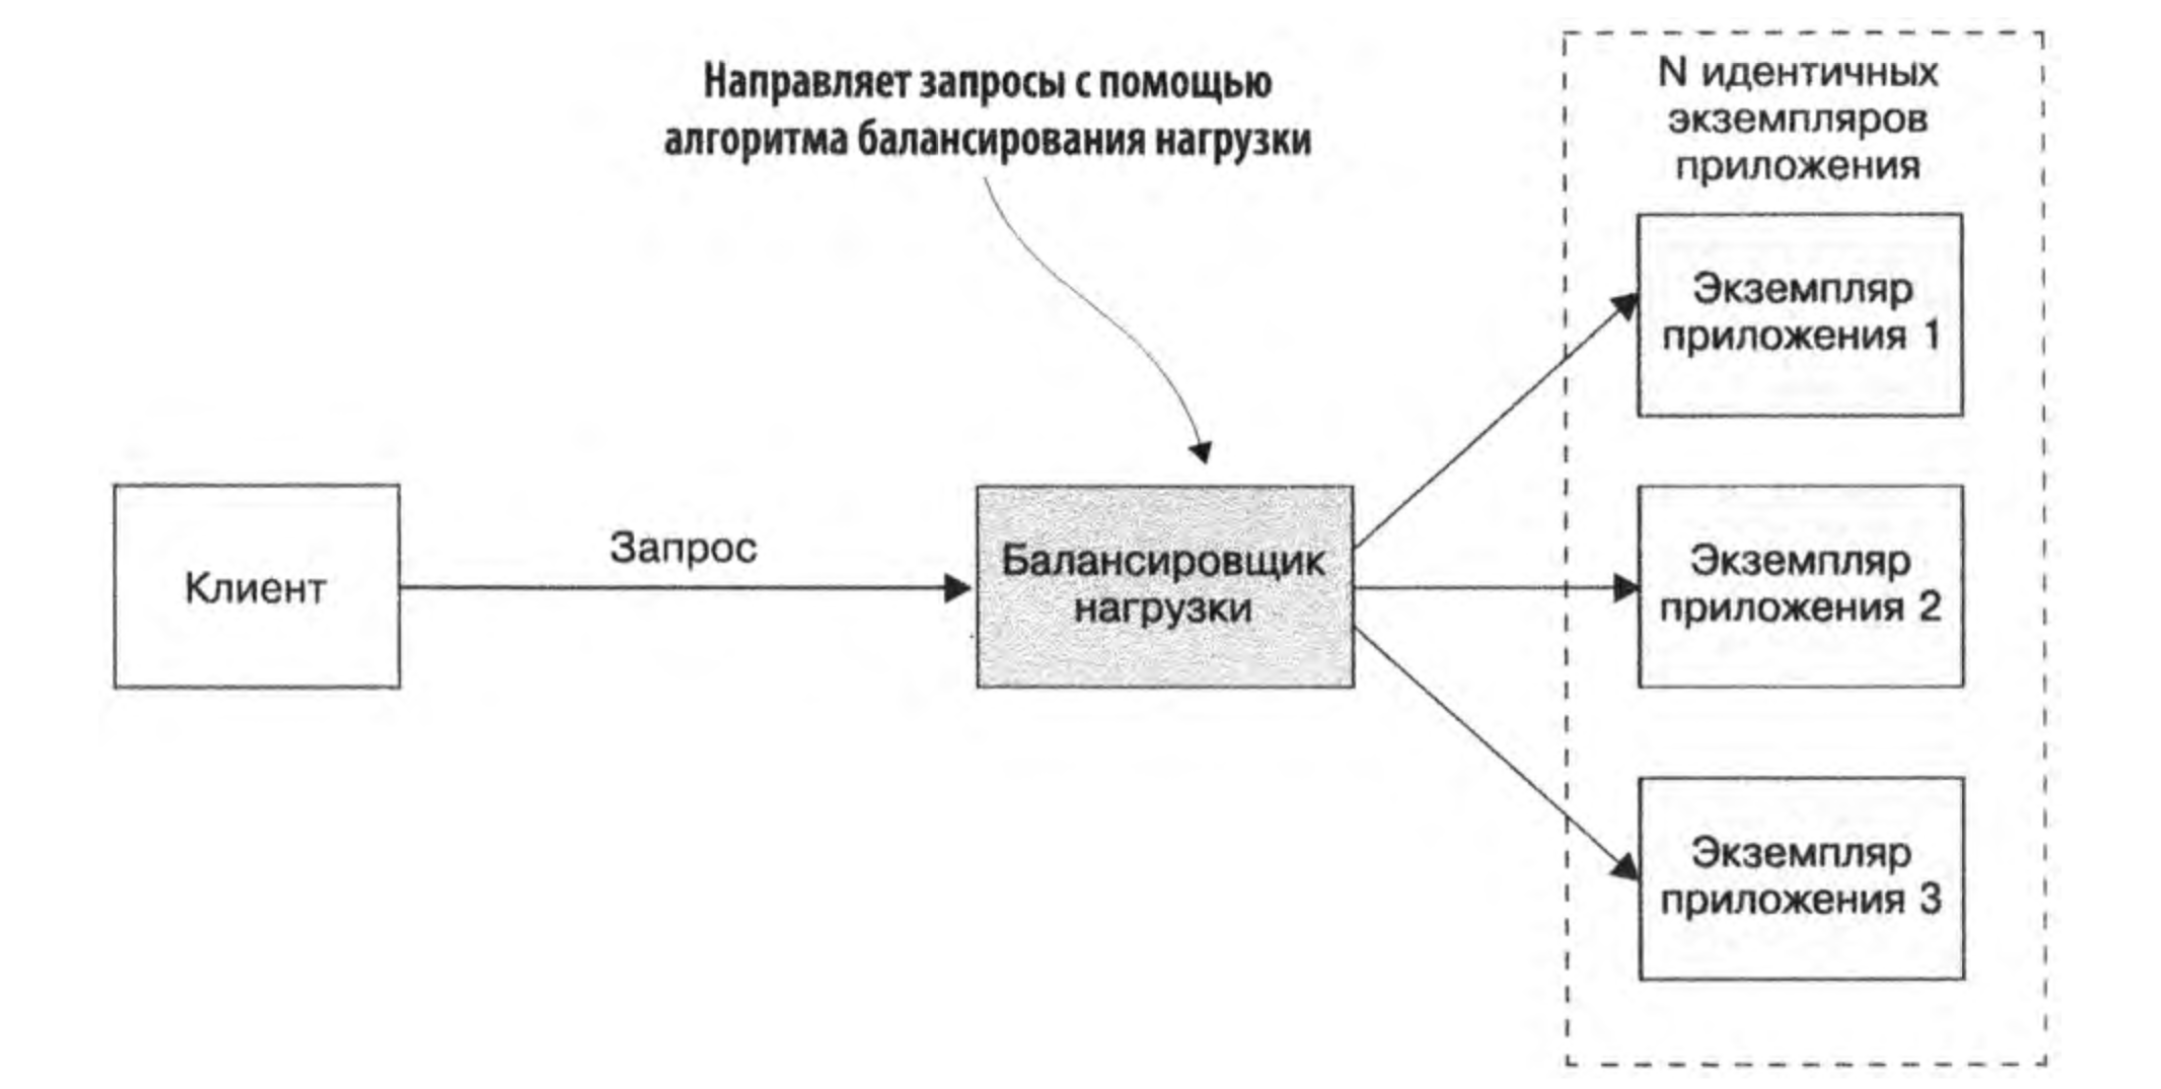 Направляет запросы с помощью
алгоритма балансирования нагрузки
N идентичных
экземпляров
приложения
Экземпляр
приложения 1
Клиент
Запрос
Балансировщик
нагрузки
Экземпляр
приложения 2
Экземпляр
приложения 3